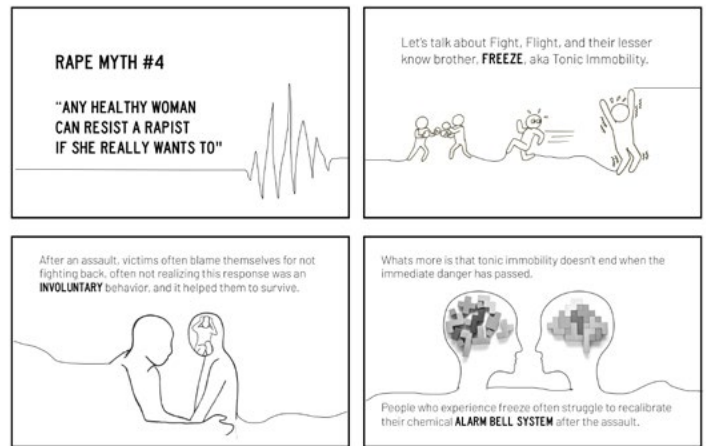 RAPE MYTH #4
"ANY HEALTHY WOMAN
CAN RESIST A RAPIST
IF SHE REALLY WANTS TO"
Let's talk about Fight, Flight, and their lesser
know brother, FREEZE, aka Tonic Immobility.
After an assault, victims often blame themselves for not
fighting back, often not realizing this response was an
INVOLUNTARY behavior, and it helped them to survive.
Whats more is that tonic immobility doesn't end when the
immediate danger has passed.
People who experience freeze often struggle to recalibrate
their chemical ALARM BELL SYSTEM after the assault.